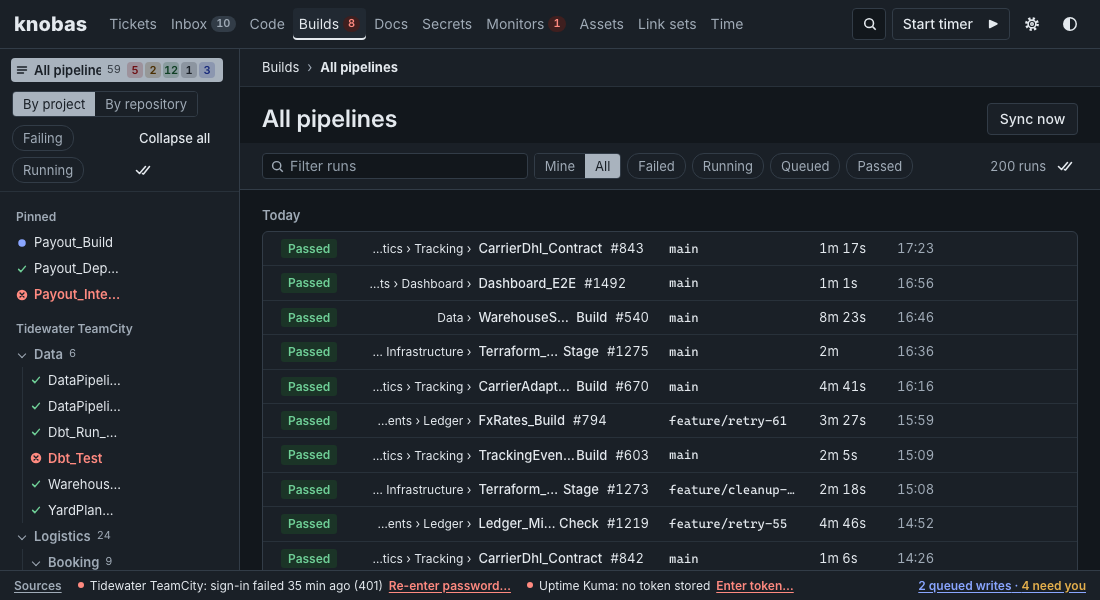 knobas Tickets Inbox 10 Code Builds 8 Docs Secrets Monitors 1 Assets Link sets Time Start timer
All pipeline 59 5 2 12 1 3
By project By repository
Failing Collapse all
Running
Pinned
Payout_Build
Payout_Dep...
Payout_Inte...
Tidewater TeamCity
Data 6
DataPipeli...
DataPipeli...
Dbt_Run_...
Dbt_Test
Warehous...
YardPlan...
Logistics 24
Booking 9
Builds › All pipelines
All pipelines Sync now
Filter runs Mine All Failed Running Queued Passed 200 runs
Today
Passed ...tics › Tracking › CarrierDhl_Contract #843 main 1m 17s 17:23
Passed ...ts › Dashboard › Dashboard_E2E #1492 main 1m 1s 16:56
Passed Data › WarehouseS... Build #540 main 8m 23s 16:46
Passed ... Infrastructure › Terraform_... Stage #1275 main 2m 16:36
Passed ...tics › Tracking › CarrierAdapt... Build #670 main 4m 41s 16:16
Passed ...ents › Ledger › FxRates_Build #794 feature/retry-61 3m 27s 15:59
Passed ...tics › Tracking › TrackingEven... Build #603 main 2m 5s 15:09
Passed ... Infrastructure › Terraform_... Stage #1273 feature/cleanup-... 2m 18s 15:08
Passed ...ents › Ledger › Ledger_Mi... Check #1219 feature/retry-55 4m 46s 14:52
Passed ...tics › Tracking › CarrierDhl_Contract #842 main 1m 6s 14:26
Sources Tidewater TeamCity: sign-in failed 35 min ago (401) Re-enter password... Uptime Kuma: no token stored Enter token... 2 queued writes · 4 need you